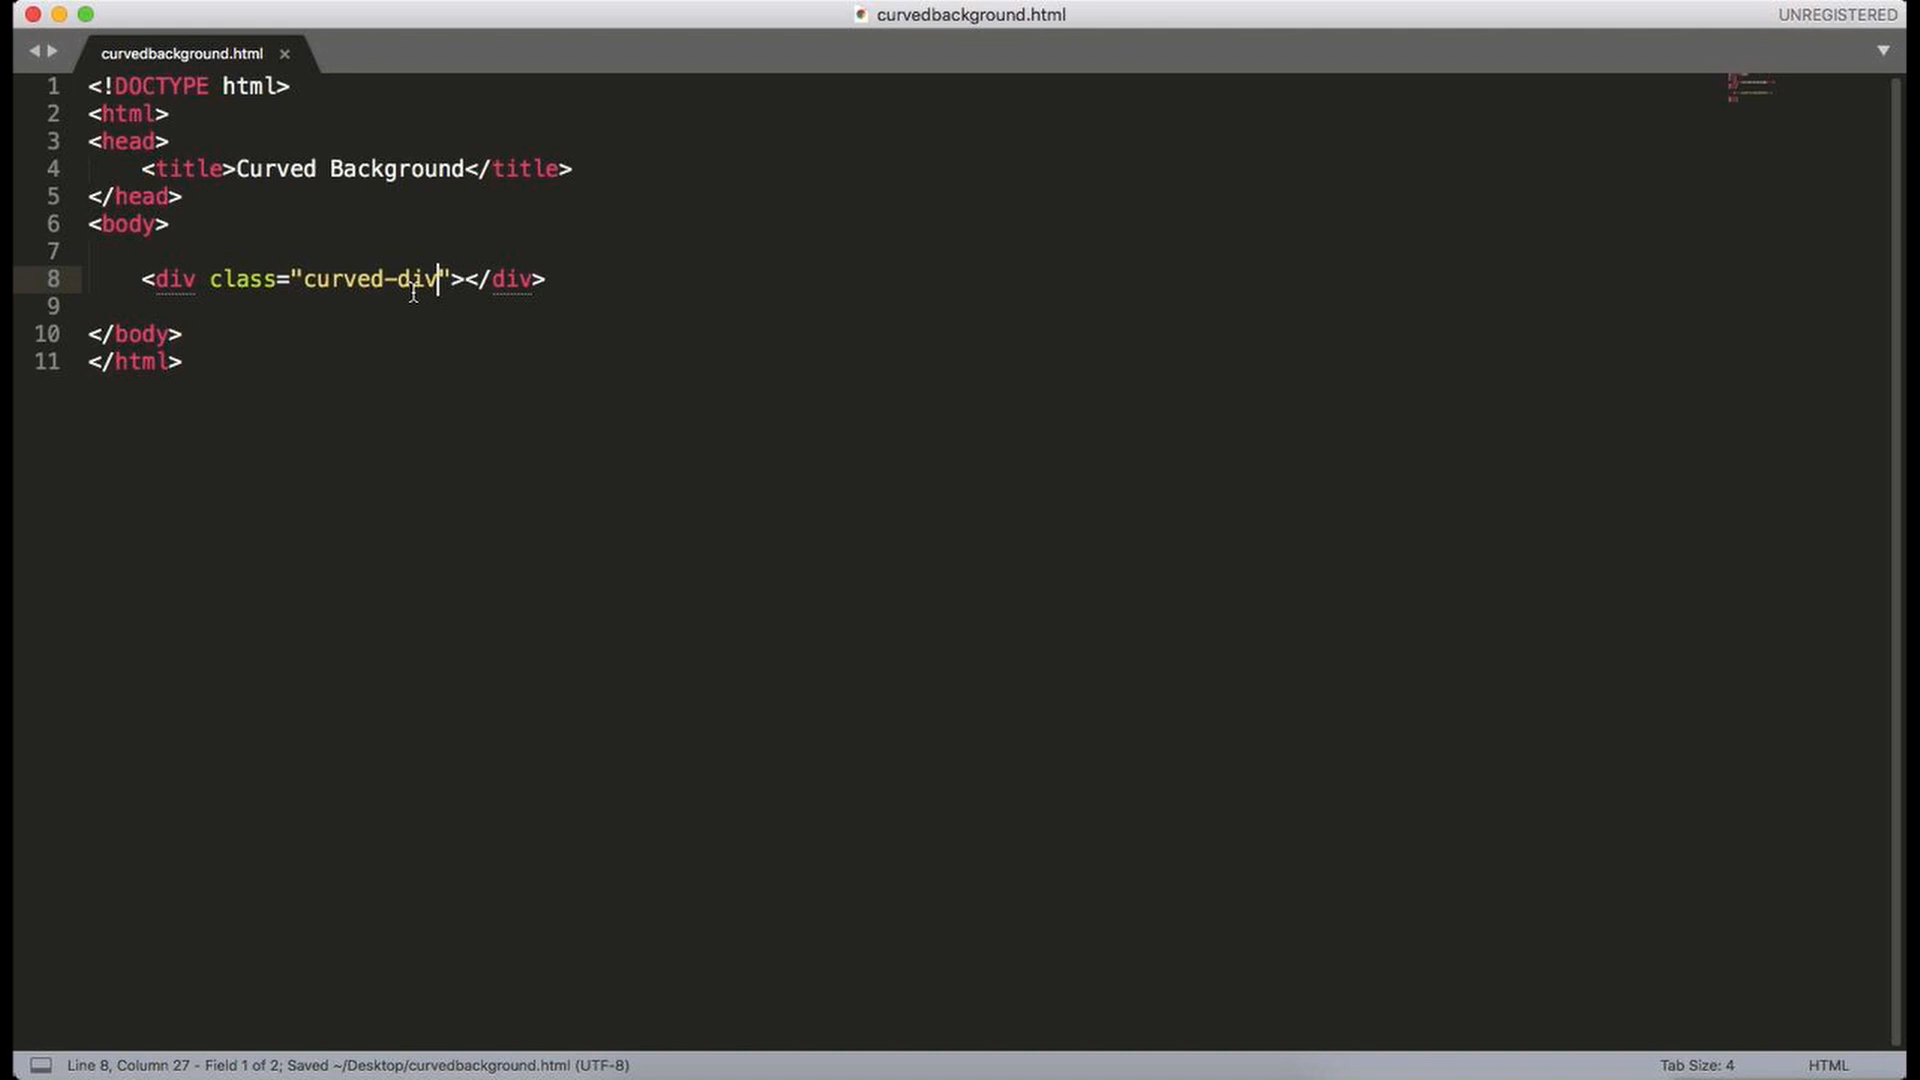 curvedbackground.html
UNREGISTERED
curvedbackground.html ×
1 <!DOCTYPE html>
2 <html>
3 <head>
4 <title>Curved Background</title>
5 </head>
6 <body>
7
8 <div class="curved-div"></div>
9
10 </body>
11 </html>
Line 8, Column 27 - Field 1 of 2; Saved ~/Desktop/curvedbackground.html (UTF-8)
Tab Size: 4
HTML